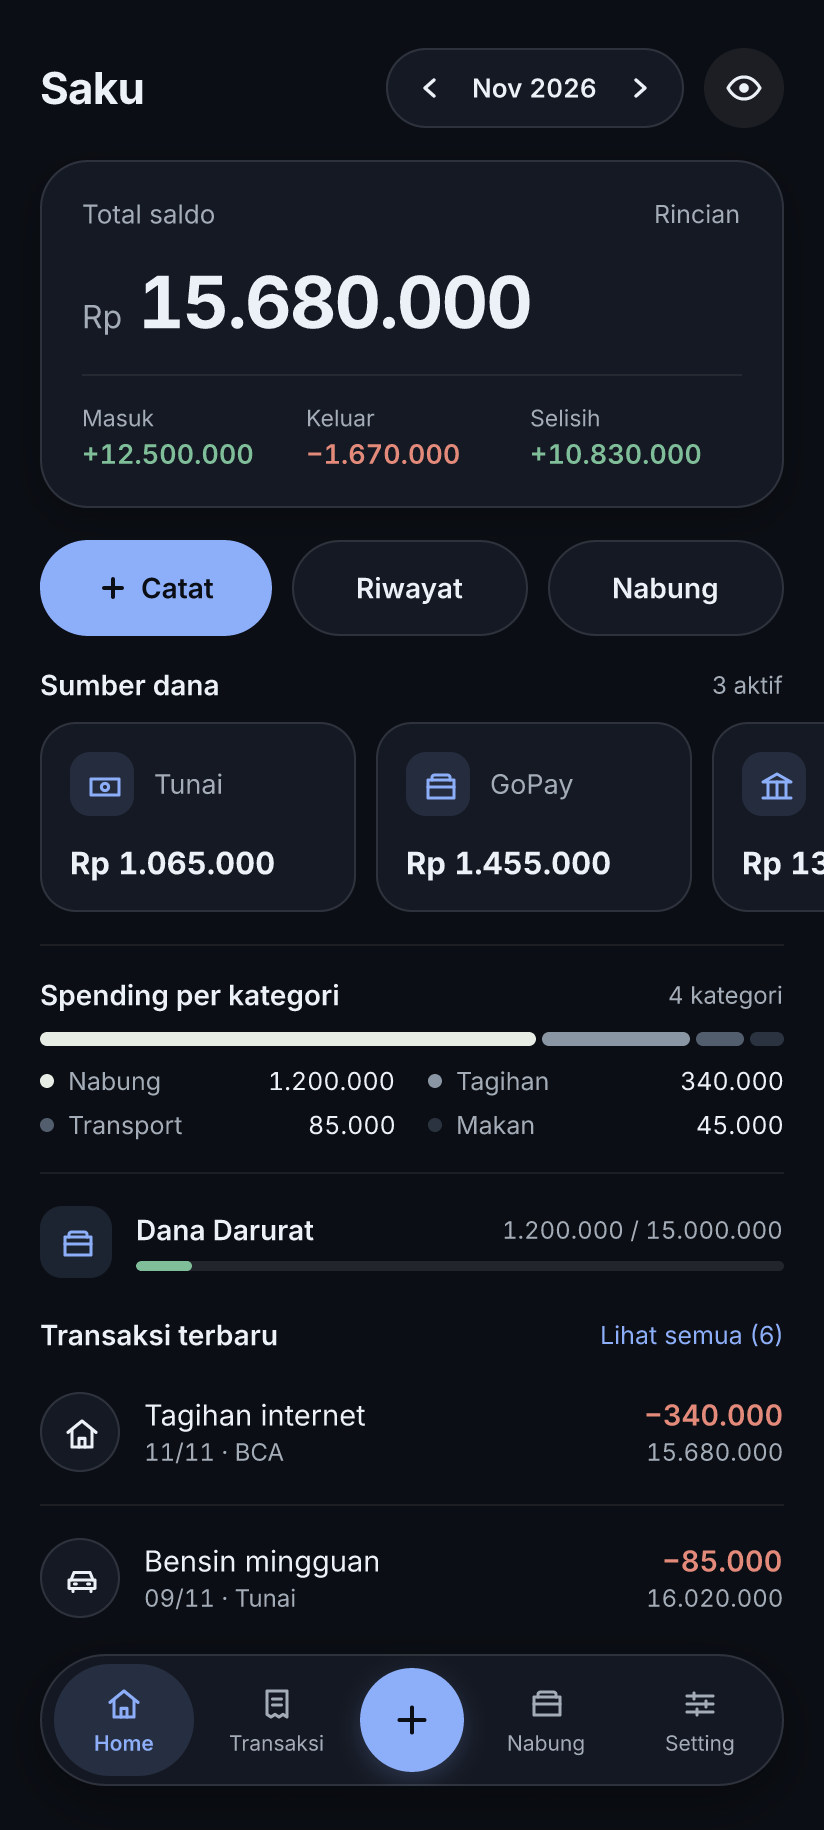 Saku
Nov 2026
Total saldo
Rincian
Rp 15.680.000
Masuk
Keluar
Selisih
+12.500.000
−1.670.000
+10.830.000
+ Catat
Riwayat
Nabung
Sumber dana
3 aktif
Tunai
GoPay
Rp 1.065.000
Rp 1.455.000
Rp 13
Spending per kategori
4 kategori
Nabung
1.200.000
Tagihan
340.000
Transport
85.000
Makan
45.000
Dana Darurat
1.200.000 / 15.000.000
Transaksi terbaru
Lihat semua (6)
Tagihan internet
−340.000
11/11 · BCA
15.680.000
Bensin mingguan
−85.000
09/11 · Tunai
16.020.000
Home
Transaksi
Nabung
Setting